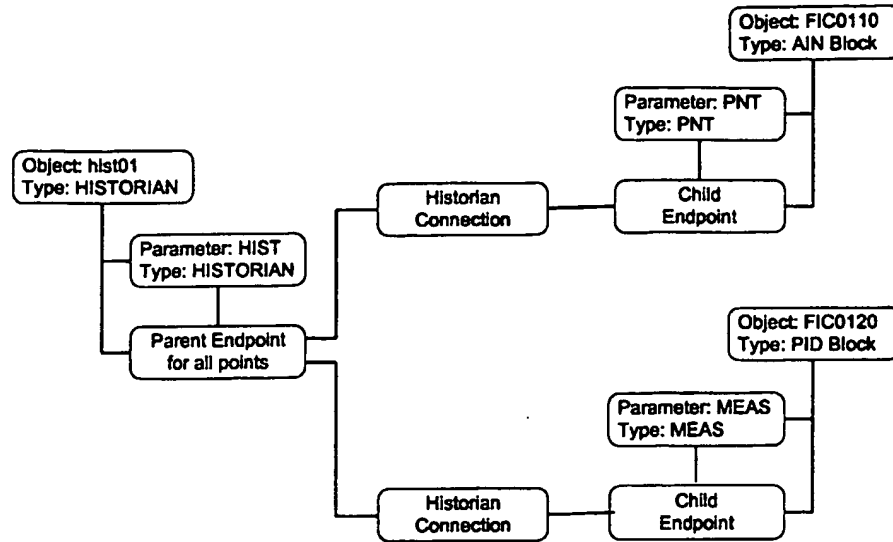 Object: FIC0110
Type: AIN Block
Parameter: PNT
Type: PNT
Object: hist01
Type: HISTORIAN
Historian
Connection
Child
Endpoint
Parameter: HIST
Type: HISTORIAN
Parent Endpoint
for all points
Object: FIC0120
Type: PID Block
Parameter: MEAS
Type: MEAS
Historian
Connection
Child
Endpoint